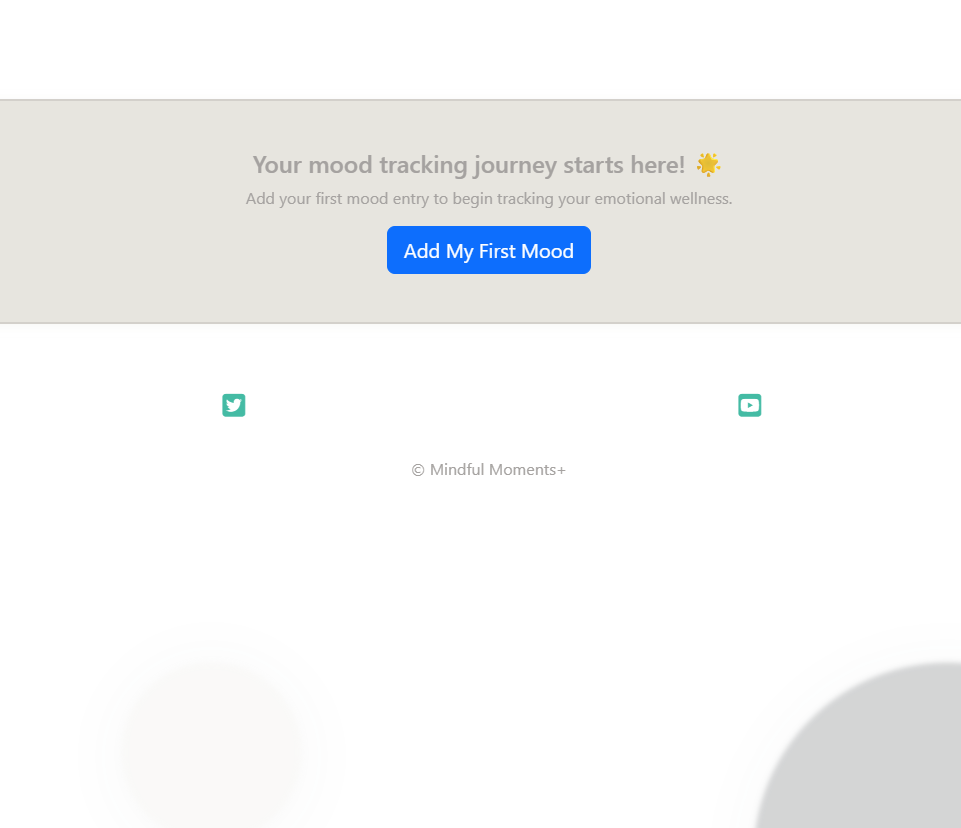 Your mood tracking journey starts here! 🌟
Add your first mood entry to begin tracking your emotional wellness.
Add My First Mood
© Mindful Moments+